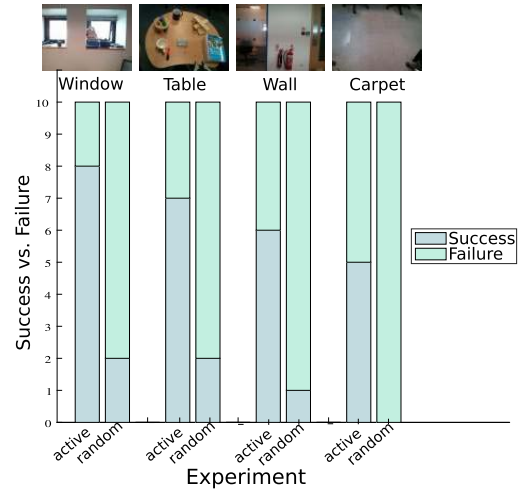 Window Table Wall Carpet
10
9
8
7
6
5
4
3
2
1
0
Success vs. Failure
Success
Failure
active random active random active random active random
Experiment